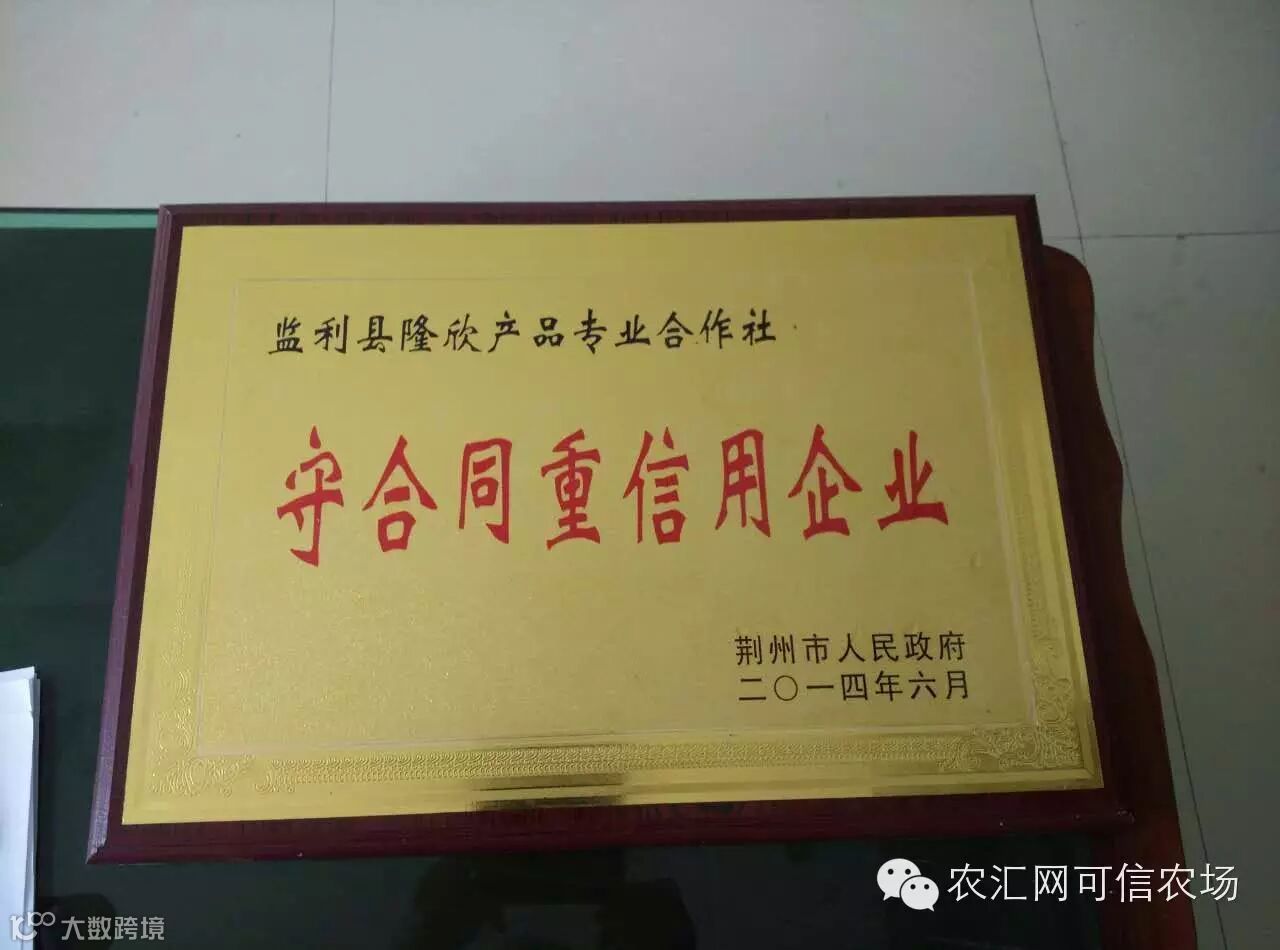 监利县隆欣产品专业合作社
守合同重信用企业
荆州市人民政府
二〇一四年六月
农汇网可信农场
大数跨境